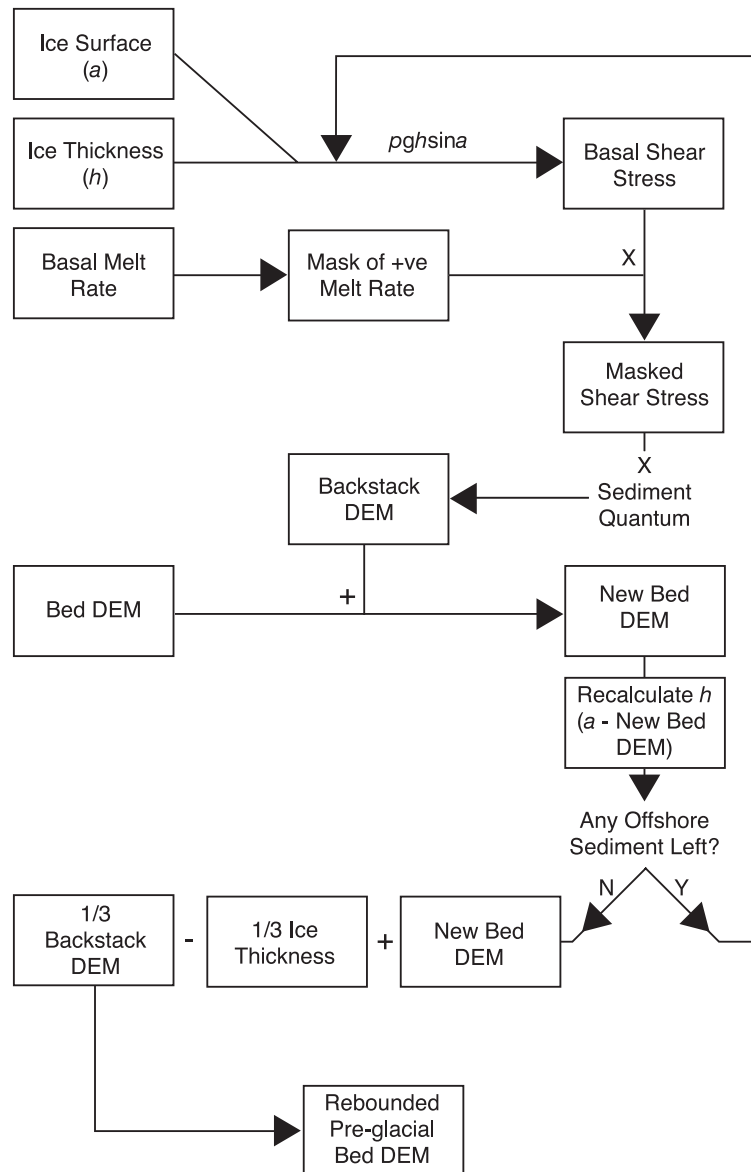 Ice Surface
(a)
Ice Thickness
(h)
pghsina
Basal Shear
Stress
Basal Melt
Rate
Mask of +ve
Melt Rate
X
Masked
Shear Stress
X
Sediment
Quantum
Backstack
DEM
+
Bed DEM
New Bed
DEM
Recalculate h
(a - New Bed
DEM)
Any Offshore
Sediment Left?
N
Y
1/3
Backstack
DEM
-
1/3 Ice
Thickness
+
New Bed
DEM
Rebounded
Pre-glacial
Bed DEM